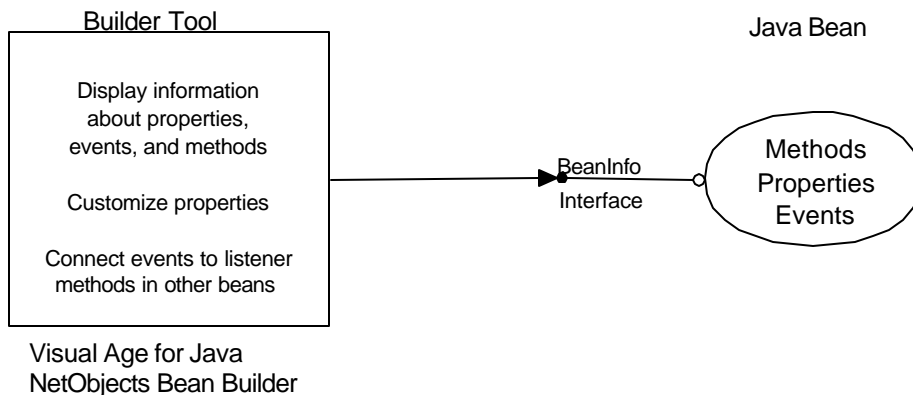 Builder Tool
Java Bean
Display information
about properties,
events, and methods
Customize properties
Connect events to listener
methods in other beans
BeanInfo
Interface
Methods
Properties
Events
Visual Age for Java
NetObjects Bean Builder